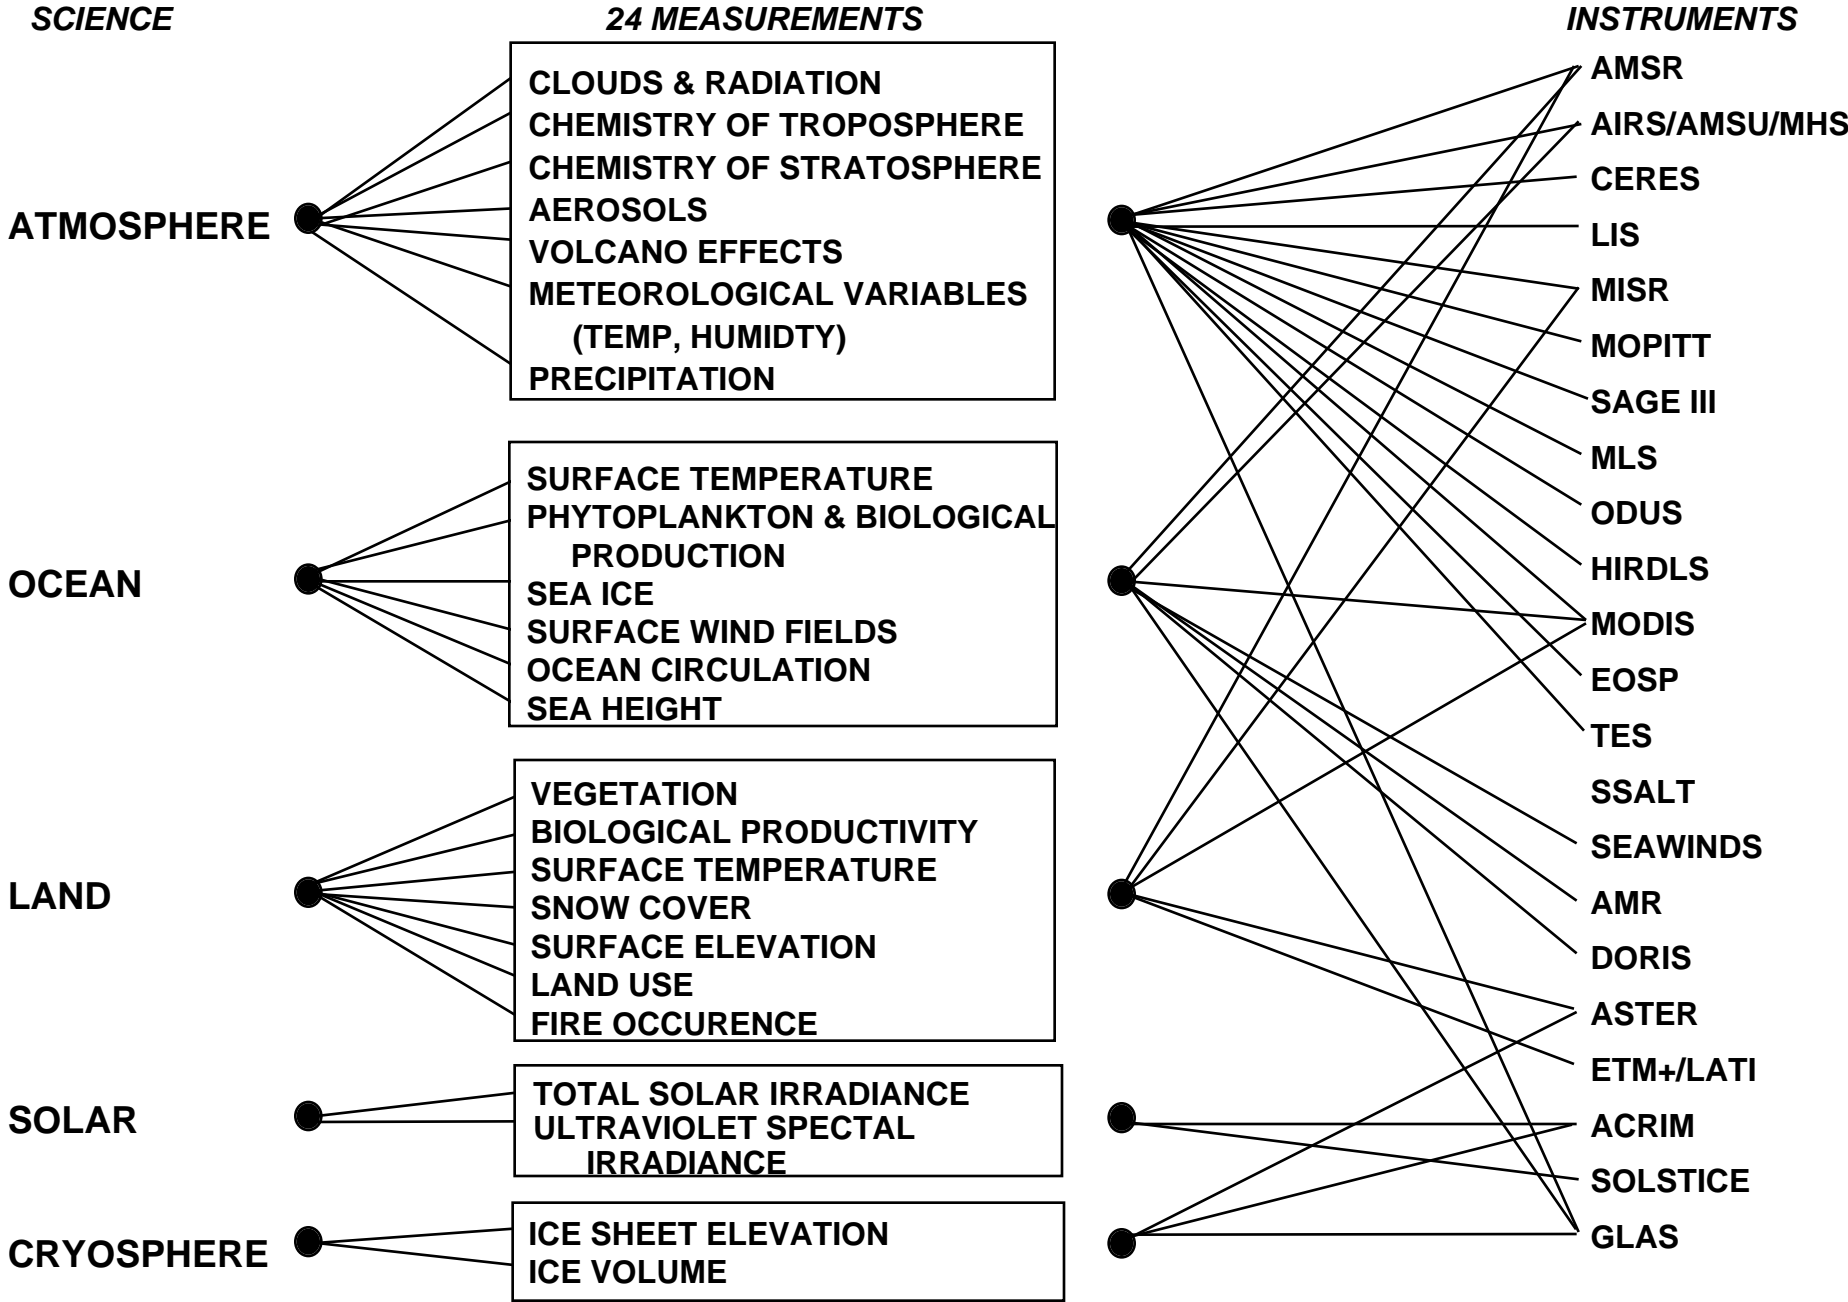 SCIENCE
24 MEASUREMENTS
INSTRUMENTS
ATMOSPHERE
CLOUDS & RADIATION
CHEMISTRY OF TROPOSPHERE
CHEMISTRY OF STRATOSPHERE
AEROSOLS
VOLCANO EFFECTS
METEOROLOGICAL VARIABLES
(TEMP, HUMIDTY)
PRECIPITATION
OCEAN
SURFACE TEMPERATURE
PHYTOPLANKTON & BIOLOGICAL
PRODUCTION
SEA ICE
SURFACE WIND FIELDS
OCEAN CIRCULATION
SEA HEIGHT
LAND
VEGETATION
BIOLOGICAL PRODUCTIVITY
SURFACE TEMPERATURE
SNOW COVER
SURFACE ELEVATION
LAND USE
FIRE OCCURENCE
SOLAR
TOTAL SOLAR IRRADIANCE
ULTRAVIOLET SPECTAL
IRRADIANCE
CRYOSPHERE
ICE SHEET ELEVATION
ICE VOLUME
AMSR
AIRS/AMSU/MHS
CERES
LIS
MISR
MOPITT
SAGE III
MLS
ODUS
HIRDLS
MODIS
EOSP
TES
SSALT
SEAWINDS
AMR
DORIS
ASTER
ETM+/LATI
ACRIM
SOLSTICE
GLAS